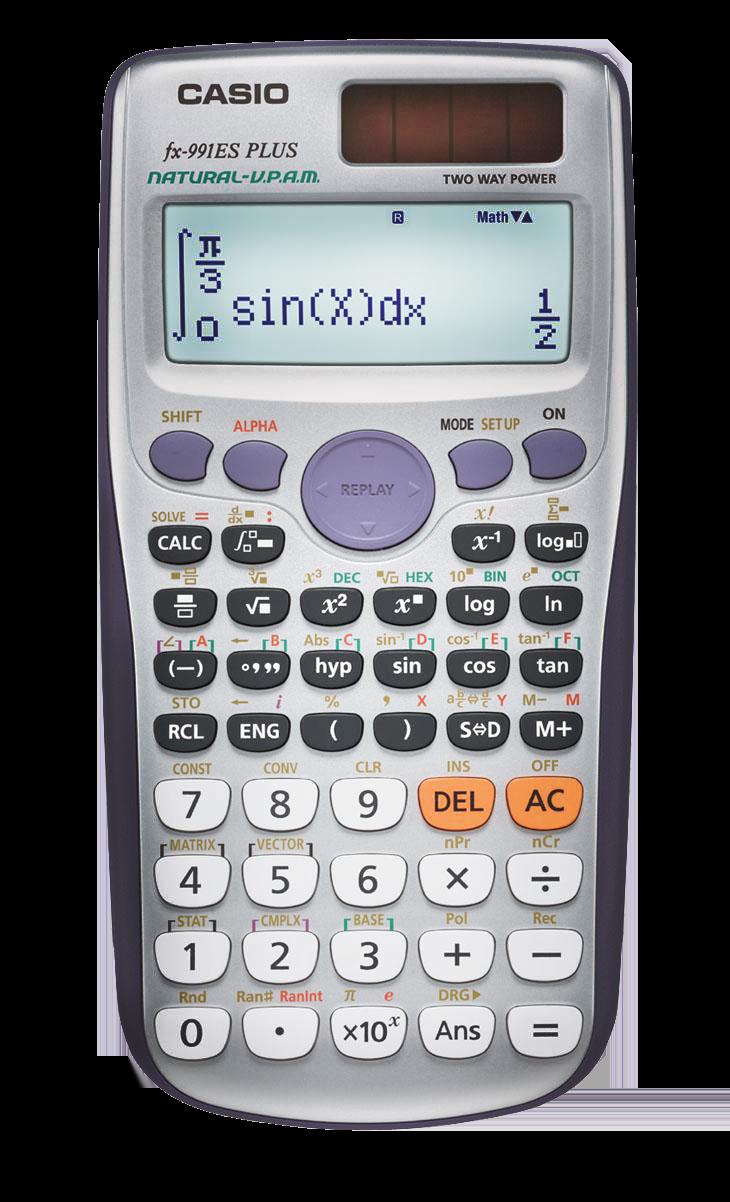 CASIO
fx-991ES PLUS
NATURAL-V.P.A.M.
TWO WAY POWER
R Math▼▲
∫ π/3 0 sin(X)dx 1/2
SHIFT ALPHA MODE SETUP ON
REPLAY
SOLVE = d/dx■ : x! Σ■
CALC ∫■ x⁻¹ log■□
■■/□ ³√■ x³ DEC ■√□ HEX 10■ BIN e■ OCT
■/□ √■ x² x■ log ln
∠ A ← B Abs C sin⁻¹ D cos⁻¹ E tan⁻¹ F
(−) °,,, hyp sin cos tan
STO ← i % , X a b/c⇔d/c Y M− M
RCL ENG ( ) S⇔D M+
CONST CONV CLR INS OFF
7 8 9 DEL AC
MATRIX VECTOR nPr nCr
4 5 6 × ÷
STAT CMPLX BASE Pol Rec
1 2 3 + −
Rnd Ran# RanInt π e DRG▶
0 • ×10ˣ Ans =